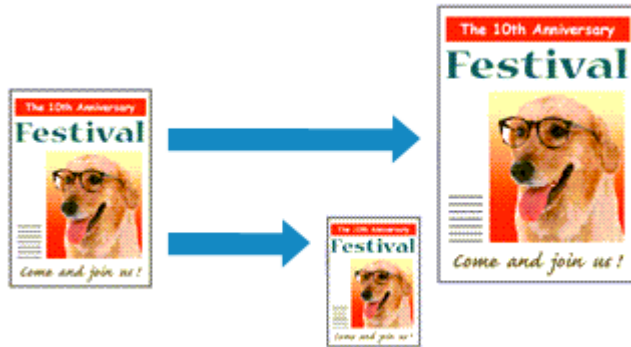 The 10th Anniversary
Festival
Come and join us!
The 10th Anniversary
Festival
Come and join us!
The 10th Anniversary
Festival
Come and join us!